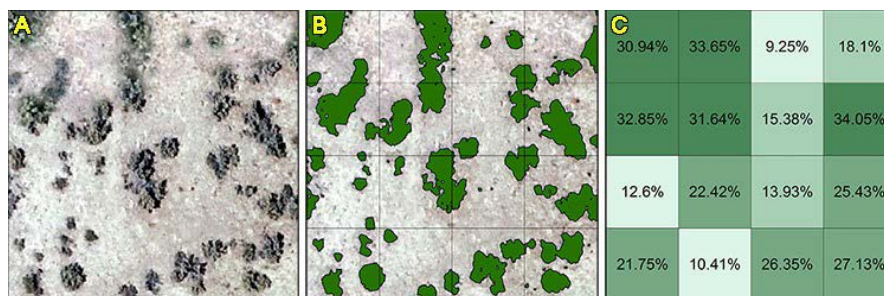 A B C
30.94% 33.65% 9.25% 18.1%
32.85% 31.64% 15.38% 34.05%
12.6% 22.42% 13.93% 25.43%
21.75% 10.41% 26.35% 27.13%